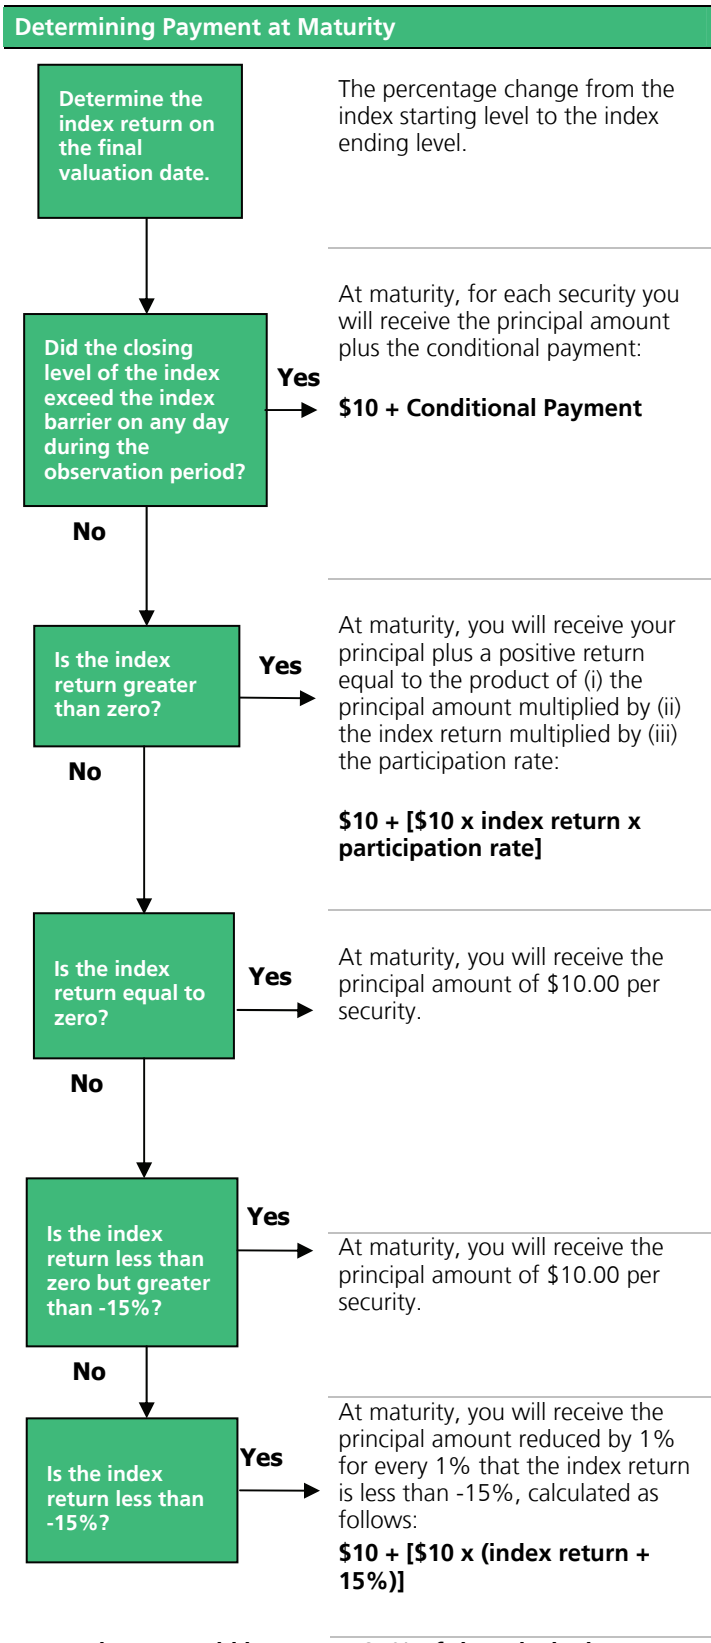 Determining Payment at Maturity
Determine the
index return on
the final
valuation date.
The percentage change from the
index starting level to the index
ending level.
Did the closing
level of the index
exceed the index
barrier on any day
during the
observation period?
Yes
At maturity, for each security you
will receive the principal amount
plus the conditional payment:
$10 + Conditional Payment
No
Is the index
return greater
than zero?
Yes
At maturity, you will receive your
principal plus a positive return
equal to the product of (i) the
principal amount multiplied by (ii)
the index return multiplied by (iii)
the participation rate:
$10 + [$10 x index return x
participation rate]
No
Is the index
return equal to
zero?
Yes
At maturity, you will receive the
principal amount of $10.00 per
security.
No
Is the index
return less than
zero but greater
than -15%?
Yes
At maturity, you will receive the
principal amount of $10.00 per
security.
No
Is the index
return less than
-15%?
Yes
At maturity, you will receive the
principal amount reduced by 1%
for every 1% that the index return
is less than -15%, calculated as
follows:
$10 + [$10 x (index return +
15%)]